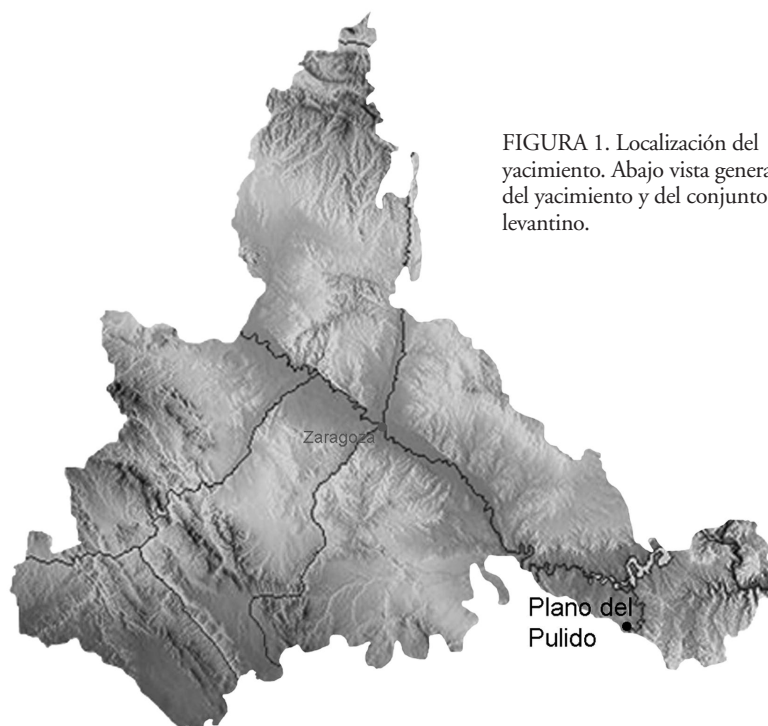 FIGURA 1. Localización del
yacimiento. Abajo vista genera
del yacimiento y del conjunto
levantino.
Zaragoza
Plano del
Pulido